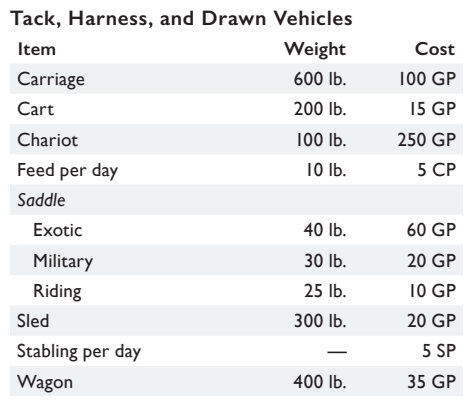 Tack, Harness, and Drawn Vehicles
Item Weight Cost
Carriage 600 lb. 100 GP
Cart 200 lb. 15 GP
Chariot 100 lb. 250 GP
Feed per day 10 lb. 5 CP
Saddle
Exotic 40 lb. 60 GP
Military 30 lb. 20 GP
Riding 25 lb. 10 GP
Sled 300 lb. 20 GP
Stabling per day — 5 SP
Wagon 400 lb. 35 GP